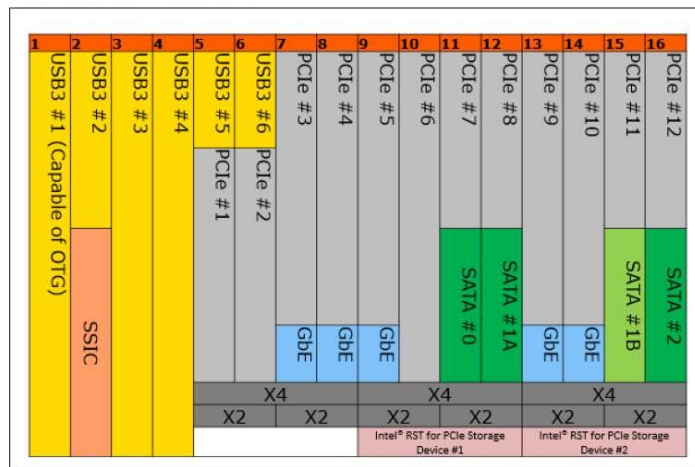 1 2 3 4 5 6 7 8 9 10 11 12 13 14 15 16
USB3 #1 (Capable of OTG)
USB3 #2
SSIC
USB3 #3
USB3 #4
USB3 #5
PCIe #1
USB3 #6
PCIe #2
PCIe #3
GbE
PCIe #4
GbE
PCIe #5
GbE
PCIe #6
PCIe #7
SATA #0
PCIe #8
SATA #1A
PCIe #9
GbE
PCIe #10
GbE
PCIe #11
SATA #1B
PCIe #12
SATA #2
X4 X4 X4
X2 X2 X2 X2 X2 X2
Intel® RST for PCIe Storage
Device #1
Intel® RST for PCIe Storage
Device #2